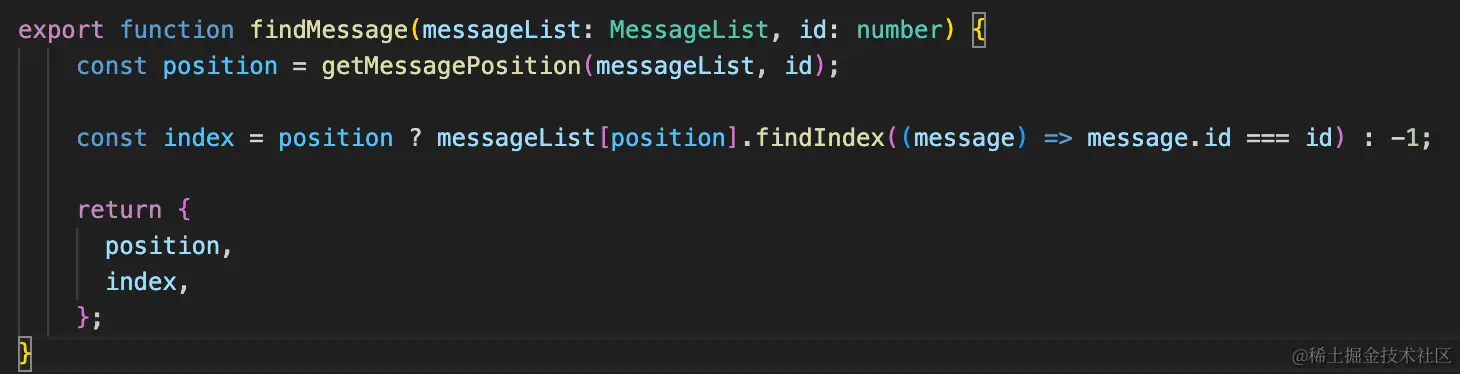 export function findMessage(messageList: MessageList, id: number) {
const position = getMessagePosition(messageList, id);
const index = position ? messageList[position].findIndex((message) => message.id === id) : -1;
return {
position,
index,
};
}
@稀土掘金技术社区